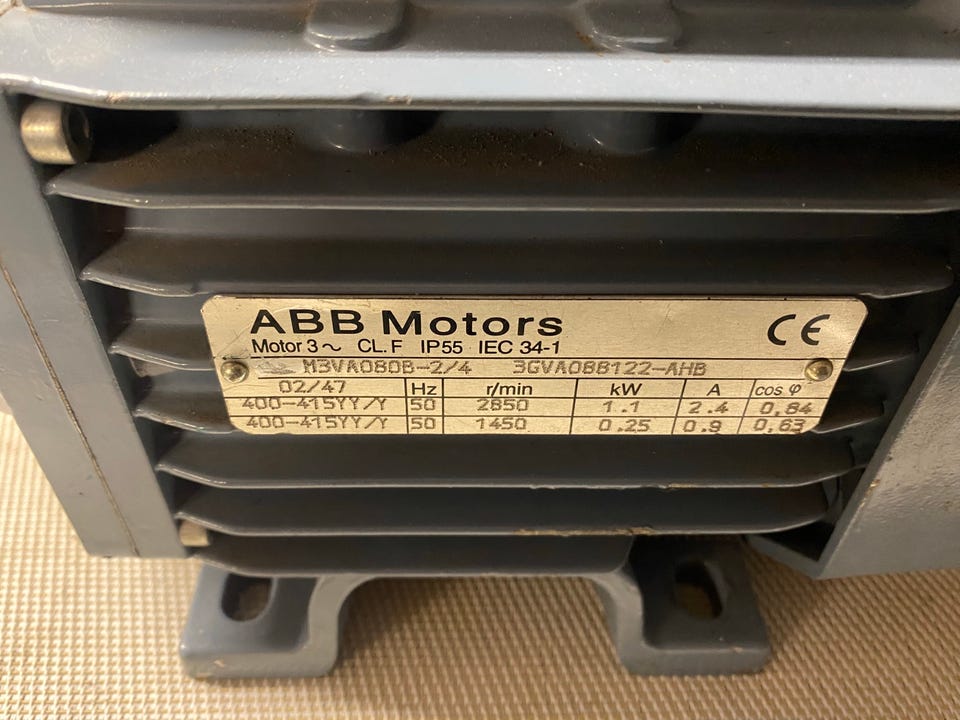 ABB Motors CE
Motor 3~ CL. F IP55 IEC 34-1
M3VA080B-2/4 3GVA088122-AHB
02/47 Hz r/min kW A cos φ
400-415YY/Y 50 2850 1.1 2.4 0,84
400-415YY/Y 50 1450 0.25 0.9 0,63